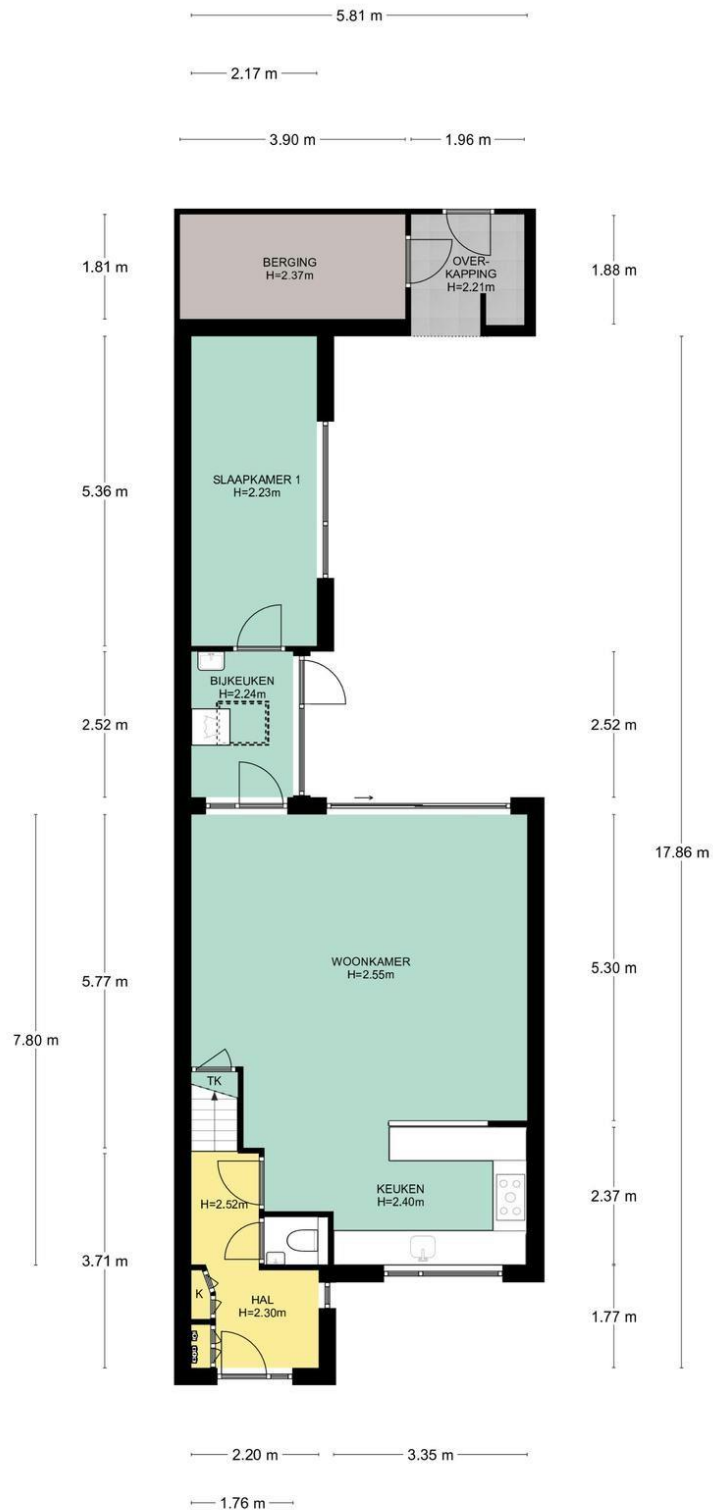 5.81 m
2.17 m
3.90 m
1.96 m
1.81 m
BERGING
H=2.37m
OVER-
KAPPING
H=2.21m
1.88 m
5.36 m
SLAAPKAMER 1
H=2.23m
BIJKEUKEN
H=2.24m
2.52 m
2.52 m
17.86 m
WOONKAMER
H=2.55m
5.77 m
5.30 m
7.80 m
TK
H=2.52m
KEUKEN
H=2.40m
2.37 m
3.71 m
K
HAL
H=2.30m
1.77 m
2.20 m
3.35 m
1.76 m